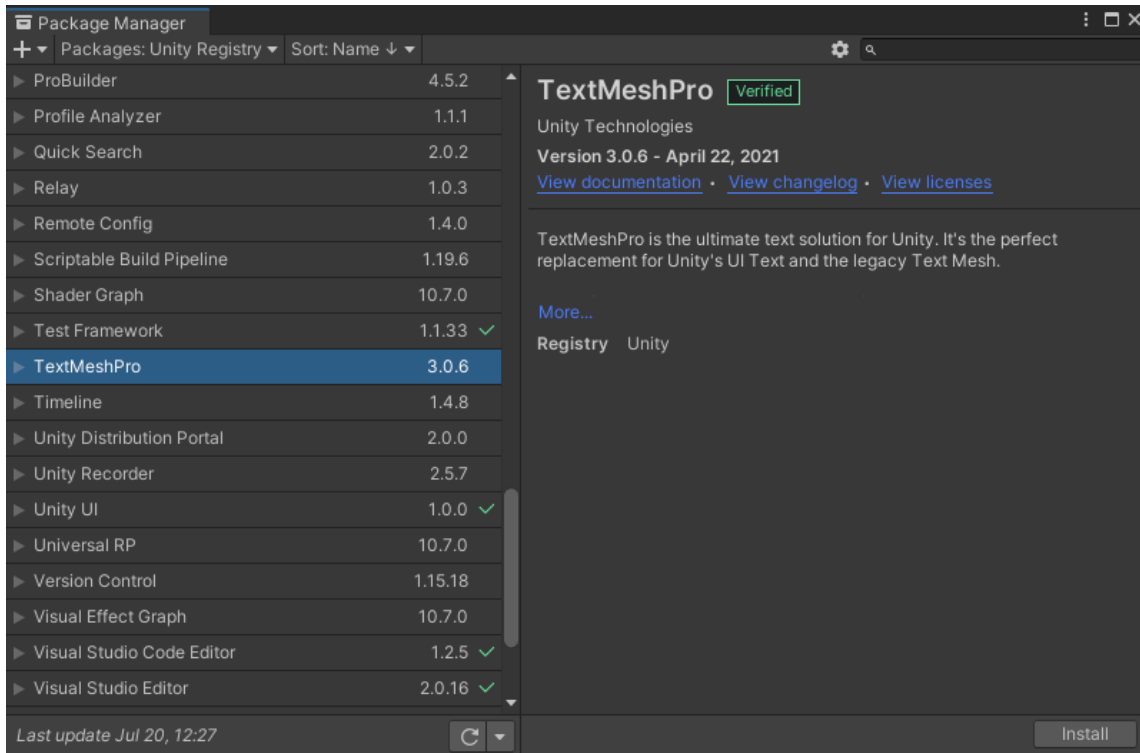 Package Manager
Packages: Unity Registry Sort: Name ↓
ProBuilder 4.5.2
Profile Analyzer 1.1.1
Quick Search 2.0.2
Relay 1.0.3
Remote Config 1.4.0
Scriptable Build Pipeline 1.19.6
Shader Graph 10.7.0
Test Framework 1.1.33 ✓
TextMeshPro 3.0.6
Timeline 1.4.8
Unity Distribution Portal 2.0.0
Unity Recorder 2.5.7
Unity UI 1.0.0 ✓
Universal RP 10.7.0
Version Control 1.15.18
Visual Effect Graph 10.7.0
Visual Studio Code Editor 1.2.5 ✓
Visual Studio Editor 2.0.16 ✓
Last update Jul 20, 12:27
TextMeshPro Verified
Unity Technologies
Version 3.0.6 - April 22, 2021
View documentation • View changelog • View licenses
TextMeshPro is the ultimate text solution for Unity. It's the perfect
replacement for Unity's UI Text and the legacy Text Mesh.
More...
Registry Unity
Install